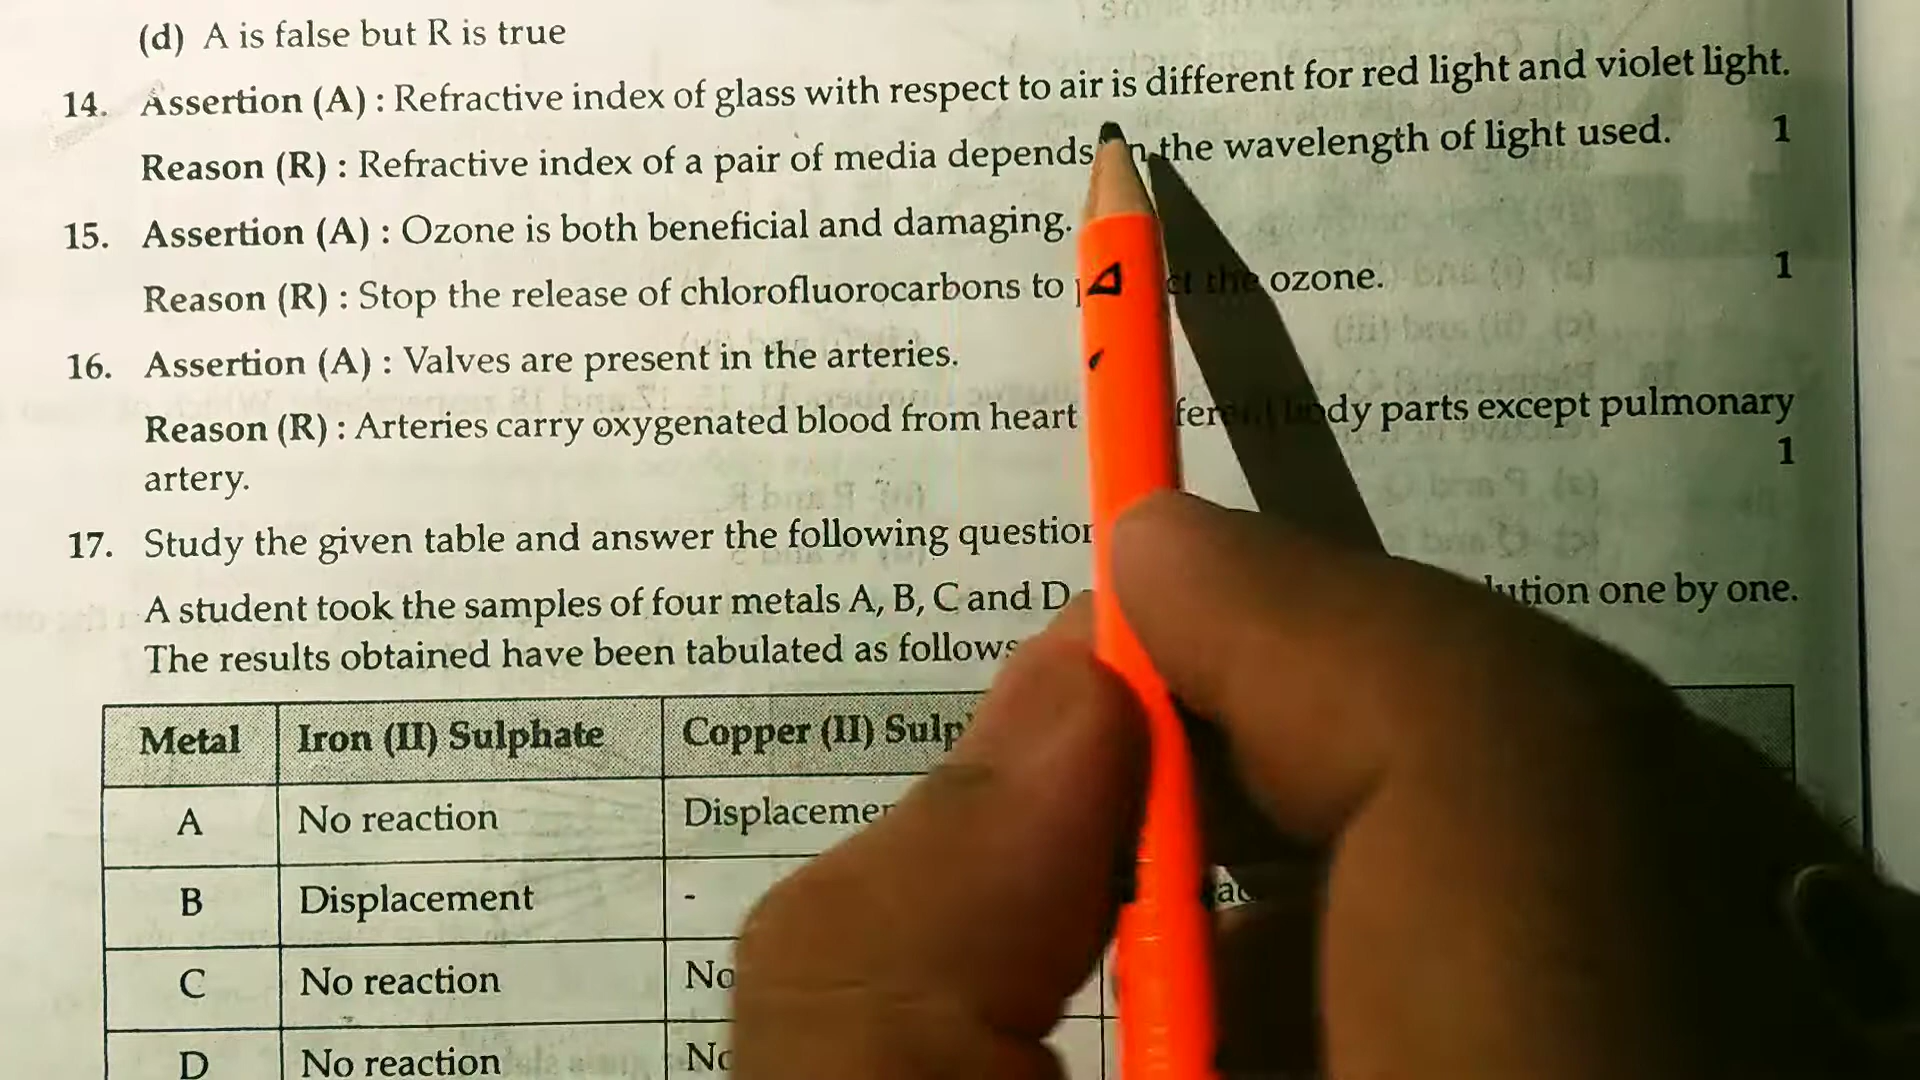 (d) A is false but R is true
14. Assertion (A) : Refractive index of glass with respect to air is different for red light and violet light.
Reason (R) : Refractive index of a pair of media depends the wavelength of light used. 1
15. Assertion (A) : Ozone is both beneficial and damaging.
Reason (R) : Stop the release of chlorofluorocarbons to the ozone. 1
16. Assertion (A) : Valves are present in the arteries.
Reason (R) : Arteries carry oxygenated blood from heart body parts except pulmonary
artery. 1
17. Study the given table and answer the following
A student took the samples of four metals A, B, C and D one by one.
The results obtained have been tabulated as
Metal Iron (II) Sulphate Copper (II)
A No reaction
B Displacement -
C No reaction
D No reaction